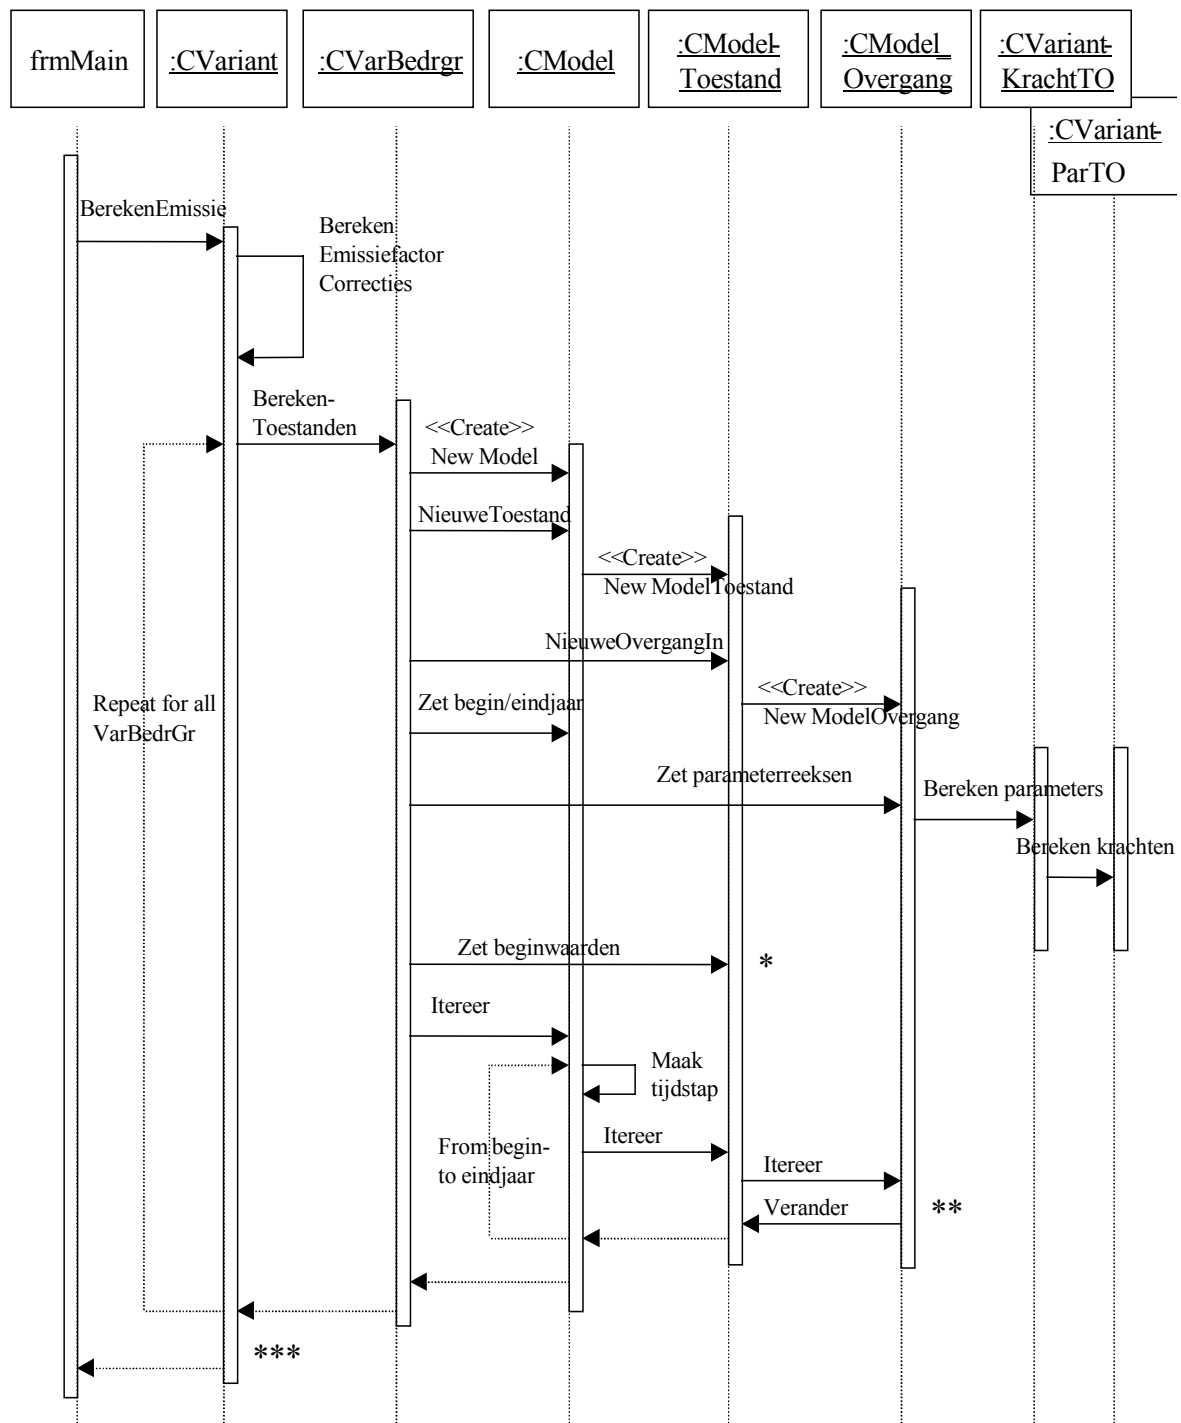 frmMain
:CVariant
:CVarBedrgr
:CModel
:CModel-
Toestand
:CModel_
Overgang
:CVariant-
KrachtTO
:CVariant-
ParTO
BerekenEmissie
Bereken
Emissiefactor
Correcties
Bereken-
Toestanden
<<Create>>
New Model
NieuweToestand
<<Create>>
New ModelToestand
NieuweOvergangIn
<<Create>>
New ModelOvergang
Repeat for all
VarBedrGr
Zet begin/eindjaar
Zet parameterreeksen
Bereken parameters
Bereken krachten
Zet beginwaarden
*
Itereer
Maak
tijdstap
From begin-
to eindjaar
Itereer
Itereer
Verander
**
***